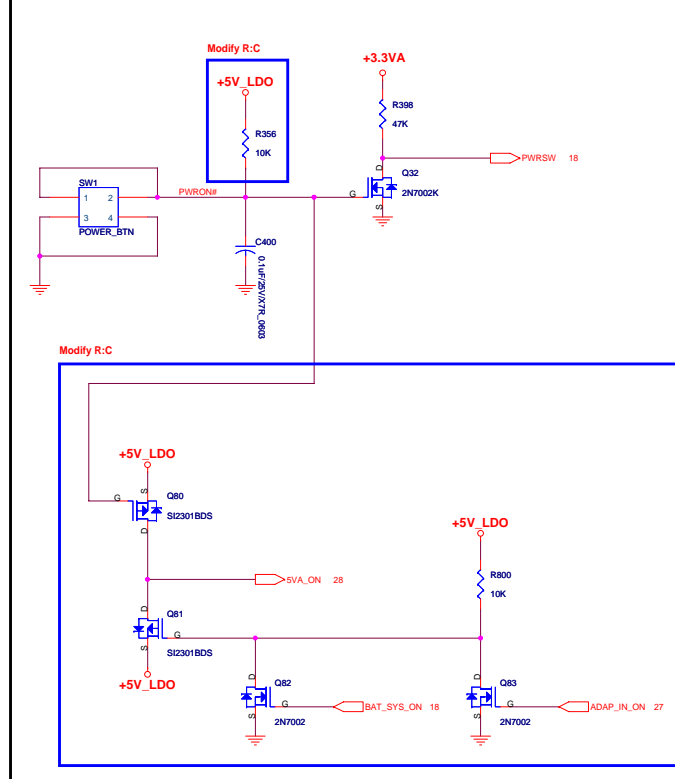 Modify R:C
+3.3VA
+5V_LDO
R398
47K
R356
10K
D
PWRSW 18
Q32
G
2N7002K
S
SW1
1 2
3 4
POWER_BTN
PWRON#
C400
0.1uF/25V/X7R_0603
Modify R:C
+5V_LDO
S
G
Q80
SI2301BDS
D
+5V_LDO
5VA_ON 28
R800
10K
D
Q81
G
SI2301BDS
S
+5V_LDO
D
Q82
G
BAT_SYS_ON 18
S
2N7002
D
Q83
G
ADAP_IN_ON 27
S
2N7002